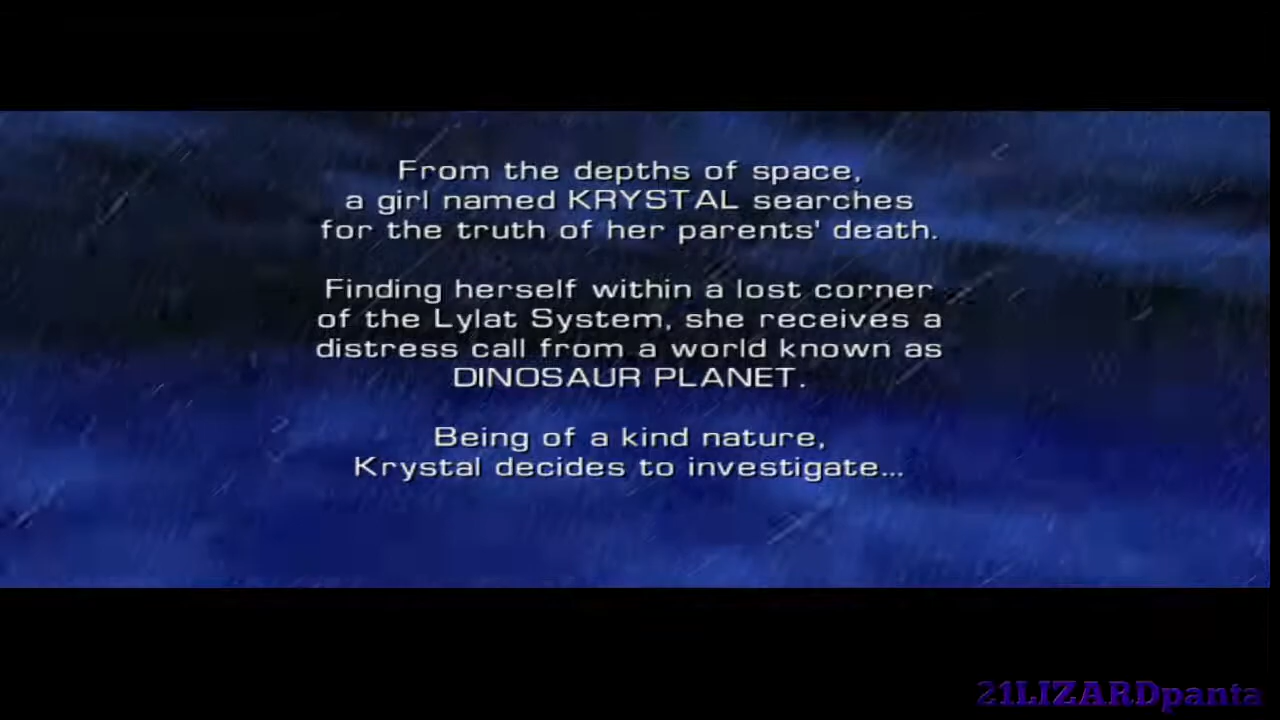 From the depths of space,
a girl named KRYSTAL searches
for the truth of her parents' death.
Finding herself within a lost corner
of the Lylat System, she receives a
distress call from a world known as
DINOSAUR PLANET.
Being of a kind nature,
Krystal decides to investigate...
21LIZARDpanta